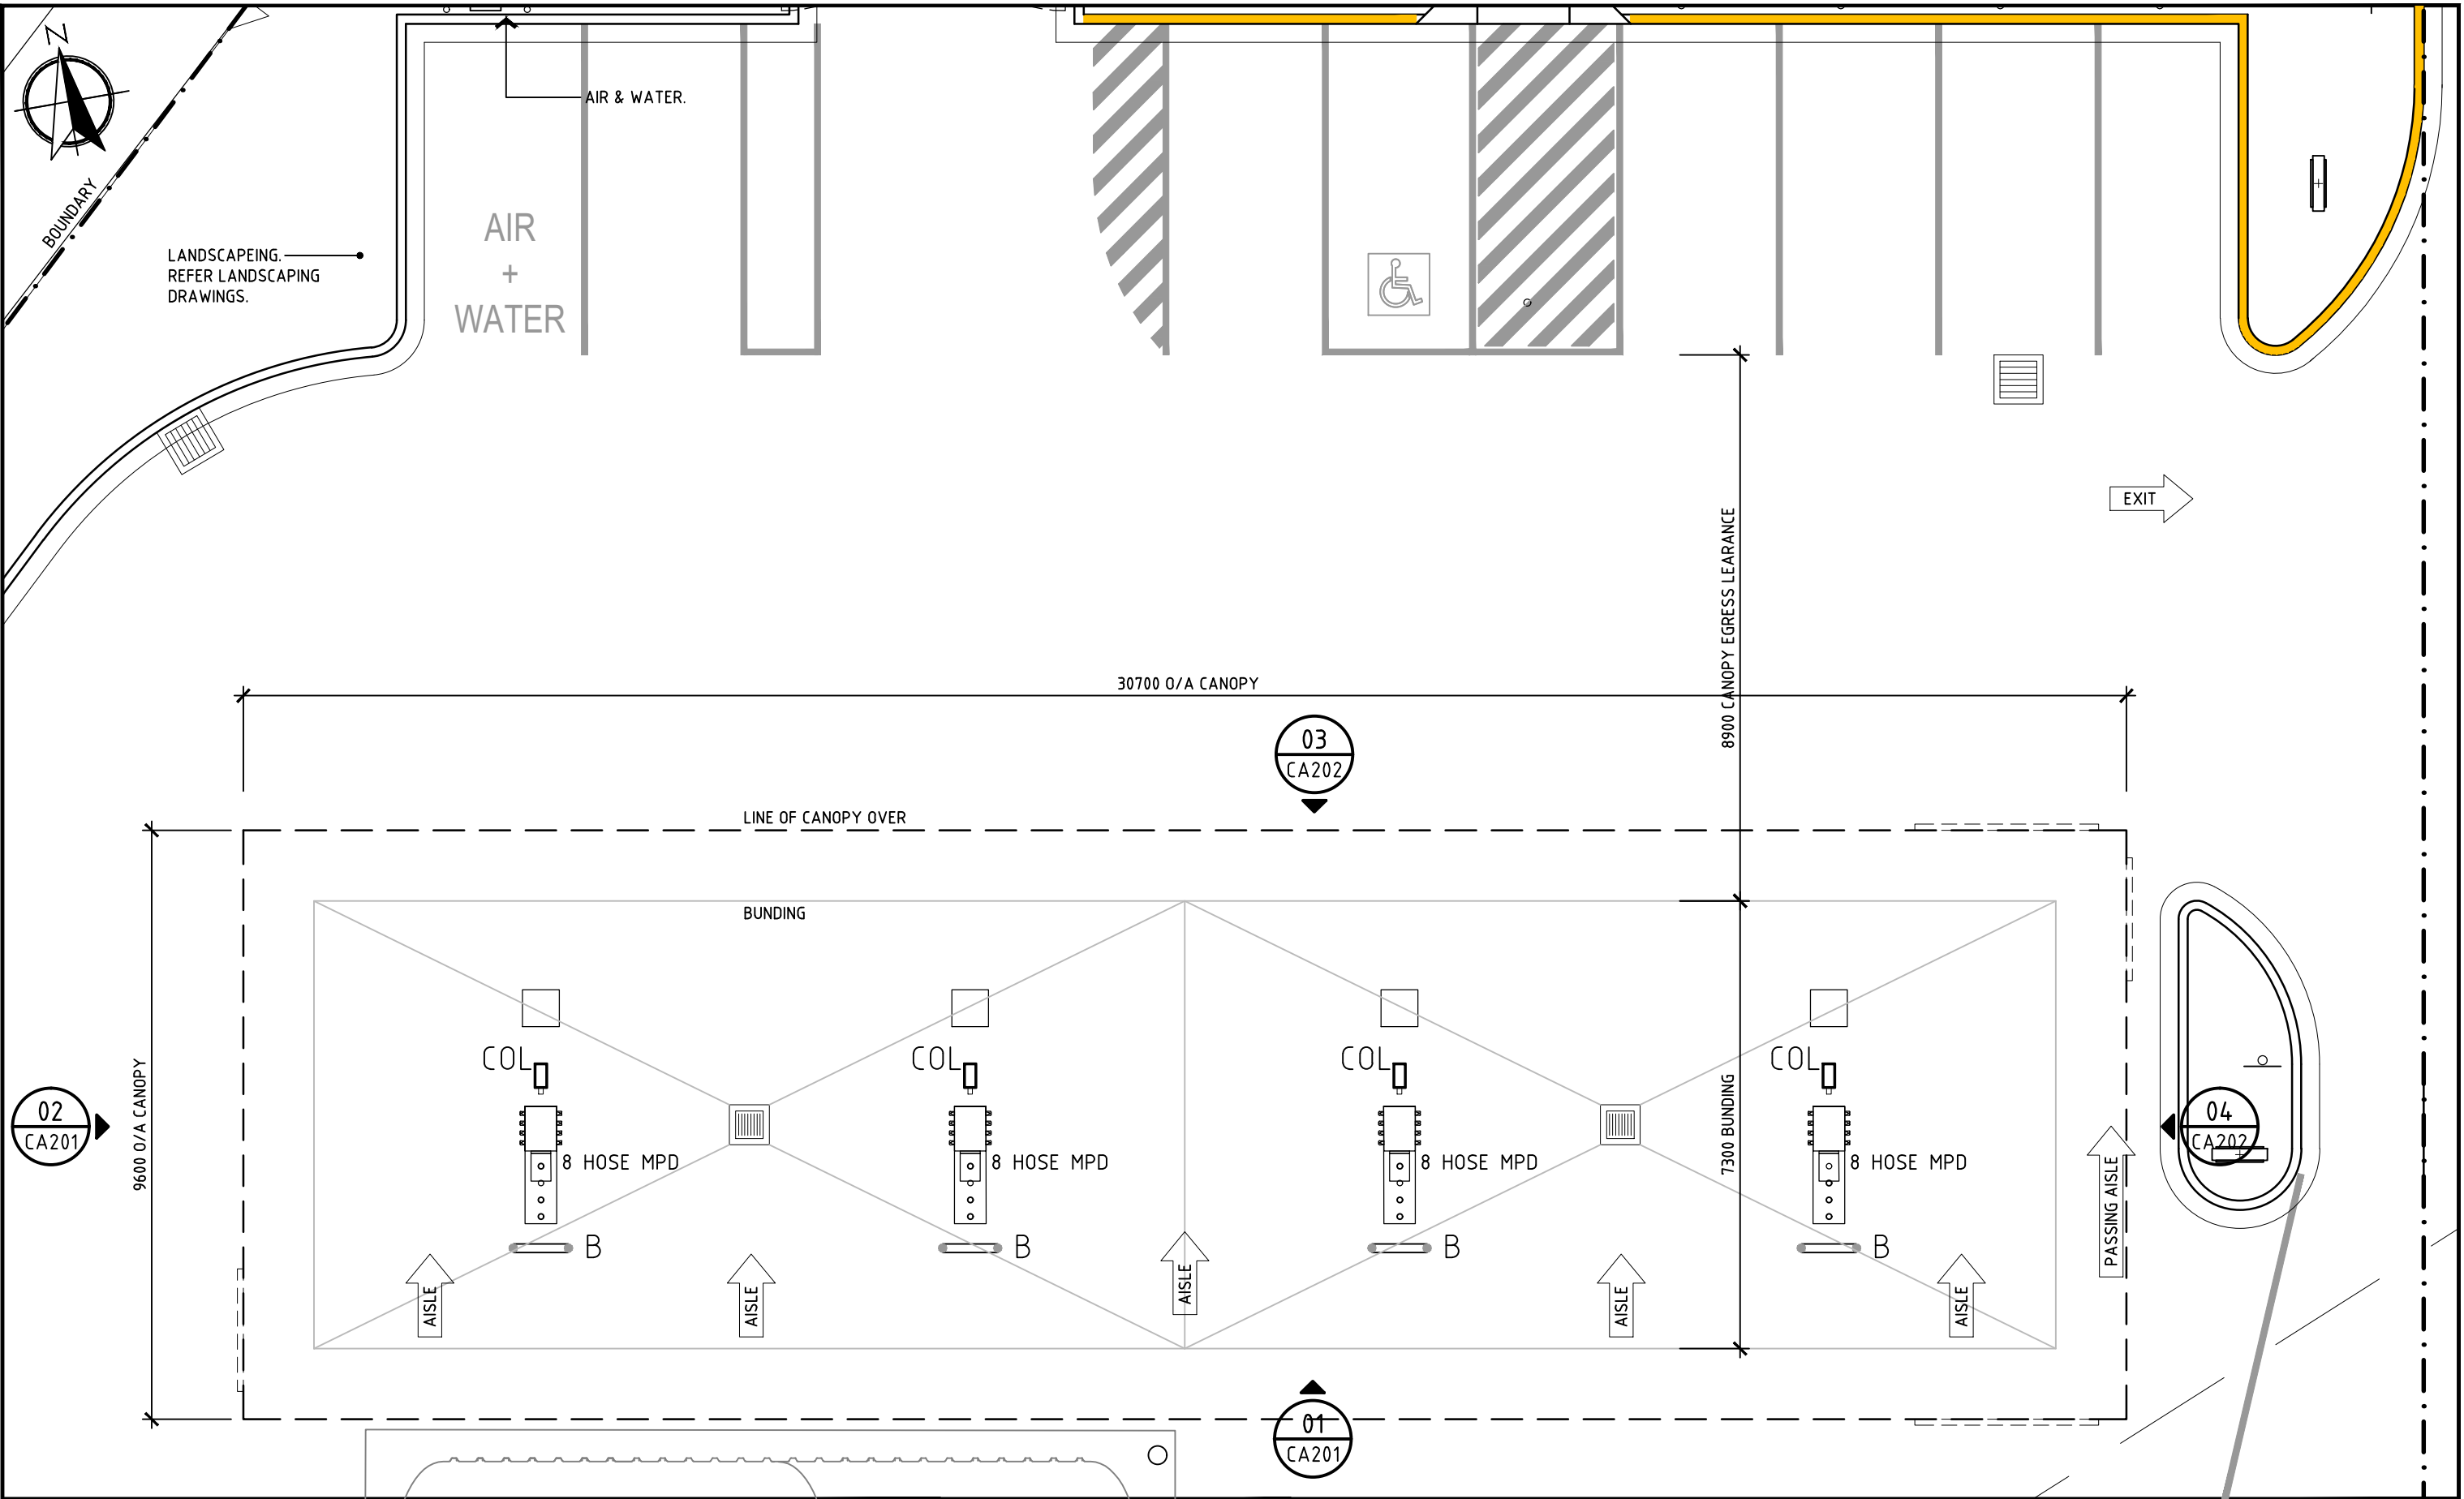 N
AIR & WATER.
BOUNDARY
AIR
+
WATER
LANDSCAPEING.
REFER LANDSCAPING
DRAWINGS.
EXIT
8900 CANOPY EGRESS LEARANCE
30700 O/A CANOPY
03
CA202
LINE OF CANOPY OVER
BUNDING
COL
COL
COL
COL
9600 O/A CANOPY
7300 BUNDING
02
CA201
04
CA202
8 HOSE MPD
8 HOSE MPD
8 HOSE MPD
8 HOSE MPD
PASSING AISLE
B
B
B
B
AISLE
AISLE
AISLE
AISLE
AISLE
01
CA201